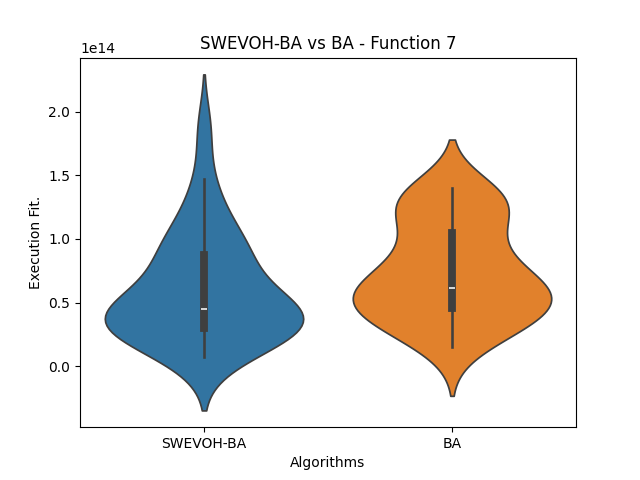 SWEVOH-BA vs BA - Function 7
1e14
2.0
1.5
1.0
0.5
0.0
Execution Fit.
SWEVOH-BA BA
Algorithms